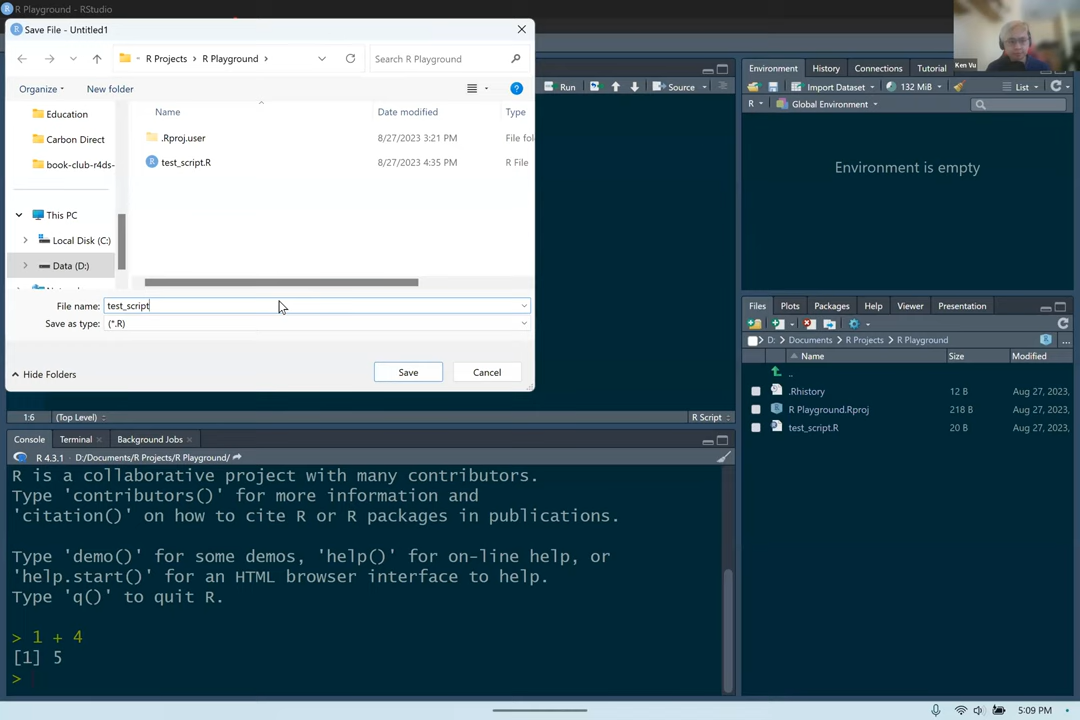 R Playground - RStudio
Save File - Untitled1
R Projects > R Playground >
Search R Playground
Organize
New folder
Name
Date modified
Type
Education
Carbon Direct
book-club-r4ds-
This PC
Local Disk (C:)
Data (D:)
.Rproj.user
8/27/2023 3:21 PM
File fol
test_script.R
8/27/2023 4:35 PM
R File
File name: test_script
Save as type: (*.R)
Hide Folders
Save
Cancel
Run
Source
1:6
(Top Level)
R Script
Console
Terminal
Background Jobs
R 4.3.1 · D:/Documents/R Projects/R Playground/
R is a collaborative project with many contributors.
Type 'contributors()' for more information and
'citation()' on how to cite R or R packages in publications.
Type 'demo()' for some demos, 'help()' for on-line help, or
'help.start()' for an HTML browser interface to help.
Type 'q()' to quit R.
> 1 + 4
[1] 5
>
Ken Vu
Environment
History
Connections
Tutorial
Import Dataset
132 MiB
List
R
Global Environment
Environment is empty
Files
Plots
Packages
Help
Viewer
Presentation
D: > Documents > R Projects > R Playground
...
Name
Size
Modified
..
.Rhistory
12 B
Aug 27, 2023,
R Playground.Rproj
218 B
Aug 27, 2023,
test_script.R
20 B
Aug 27, 2023,
5:09 PM